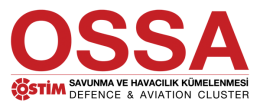 OSSA
OSTİM SAVUNMA VE HAVACILIK KÜMELENMESİ
DEFENCE & AVIATION CLUSTER